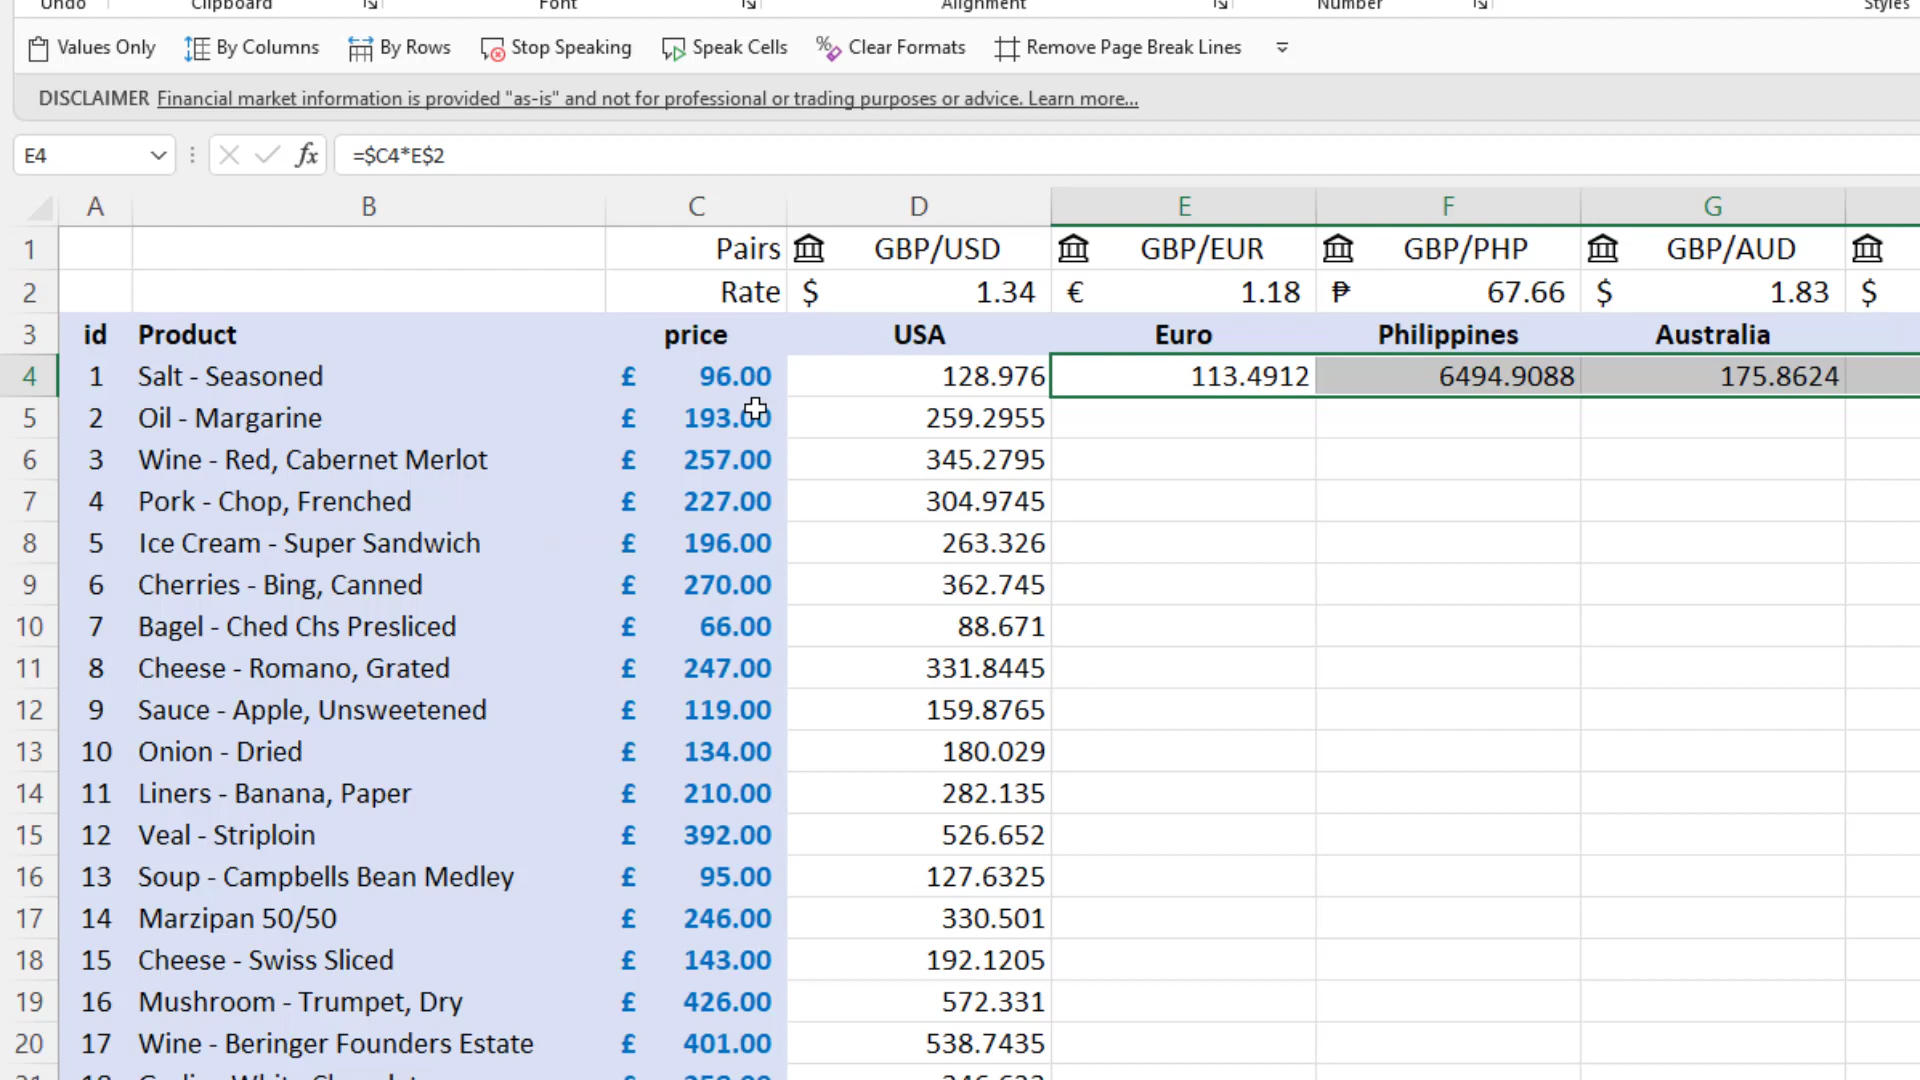 Undo Clipboard Font Alignment Number Styles
Values Only By Columns By Rows Stop Speaking Speak Cells Clear Formats Remove Page Break Lines
DISCLAIMER Financial market information is provided "as-is" and not for professional or trading purposes or advice. Learn more...
E4 fx =$C4*E$2
A B C D E F G
1 Pairs GBP/USD GBP/EUR GBP/PHP GBP/AUD
2 Rate $ 1.34 € 1.18 ₱ 67.66 $ 1.83 $
3 id Product price USA Euro Philippines Australia
4 1 Salt - Seasoned £ 96.00 128.976 113.4912 6494.9088 175.8624
5 2 Oil - Margarine £ 193.00 259.2955
6 3 Wine - Red, Cabernet Merlot £ 257.00 345.2795
7 4 Pork - Chop, Frenched £ 227.00 304.9745
8 5 Ice Cream - Super Sandwich £ 196.00 263.326
9 6 Cherries - Bing, Canned £ 270.00 362.745
10 7 Bagel - Ched Chs Presliced £ 66.00 88.671
11 8 Cheese - Romano, Grated £ 247.00 331.8445
12 9 Sauce - Apple, Unsweetened £ 119.00 159.8765
13 10 Onion - Dried £ 134.00 180.029
14 11 Liners - Banana, Paper £ 210.00 282.135
15 12 Veal - Striploin £ 392.00 526.652
16 13 Soup - Campbells Bean Medley £ 95.00 127.6325
17 14 Marzipan 50/50 £ 246.00 330.501
18 15 Cheese - Swiss Sliced £ 143.00 192.1205
19 16 Mushroom - Trumpet, Dry £ 426.00 572.331
20 17 Wine - Beringer Founders Estate £ 401.00 538.7435